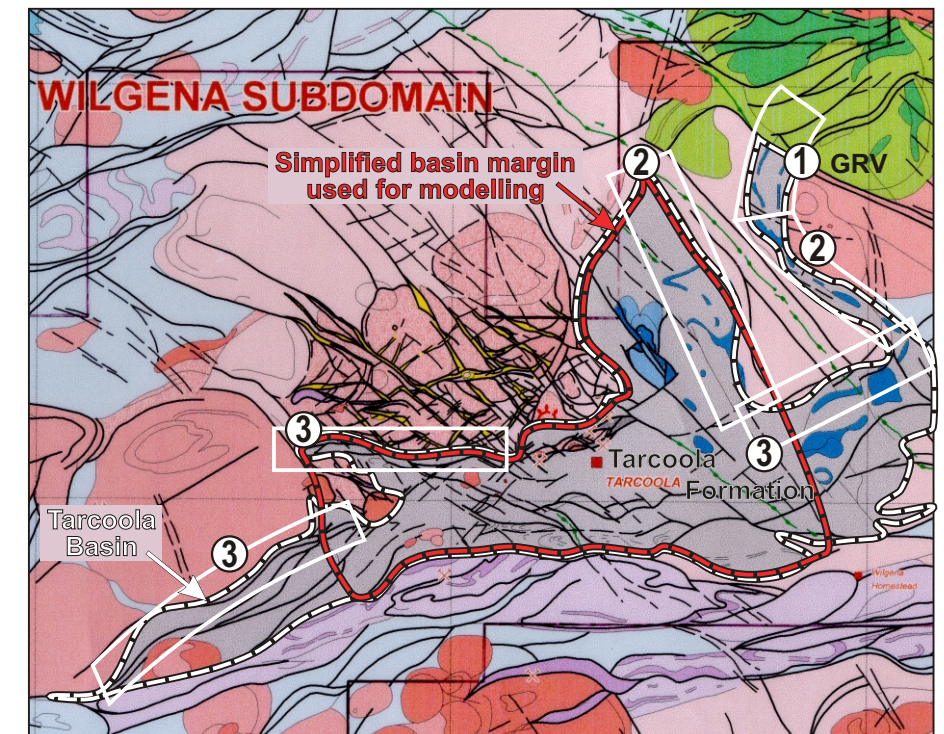 WILGENA SUBDOMAIN
Simplified basin margin
used for modelling
2
1
GRV
2
3
3
Tarcoola
TARCOOLA
Formation
Tarcoola
Basin
3
Wilgena
Homestead